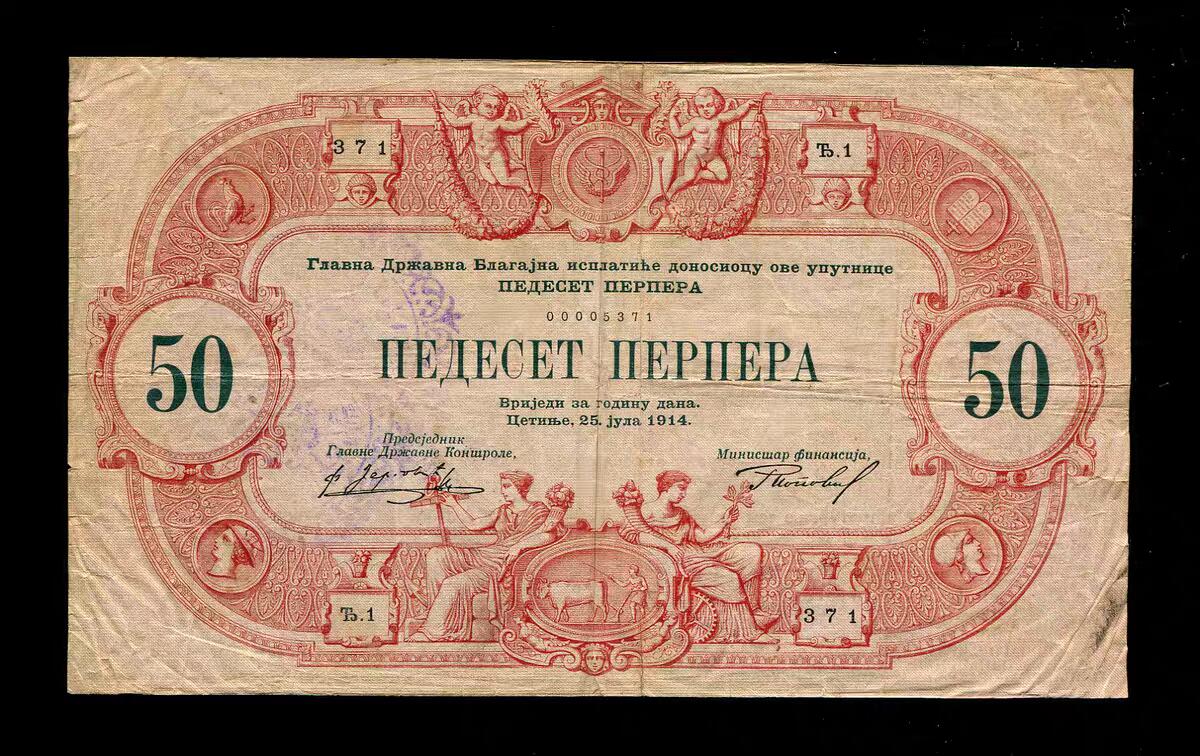 371
Ђ.1
Главна Државна Благајна исплатиће доносиоцу ове упутнице
ПЕДЕСЕТ ПЕРПЕРА
00005371
50
ПЕДЕСЕТ ПЕРПЕРА
50
Вриједи за годину дана.
Цетиње, 25. јула 1914.
Предсједник
Главне Државне Контроле,
Министар финансија,
Ђ.1
371